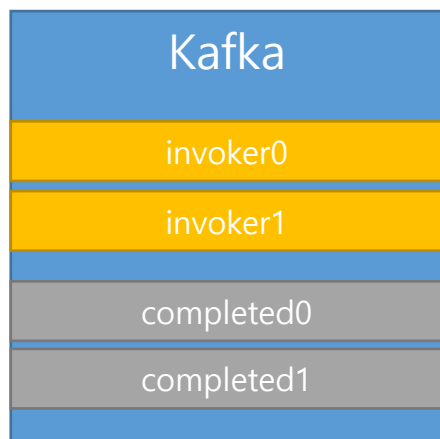 Kafka
invoker0
invoker1
completed0
completed1